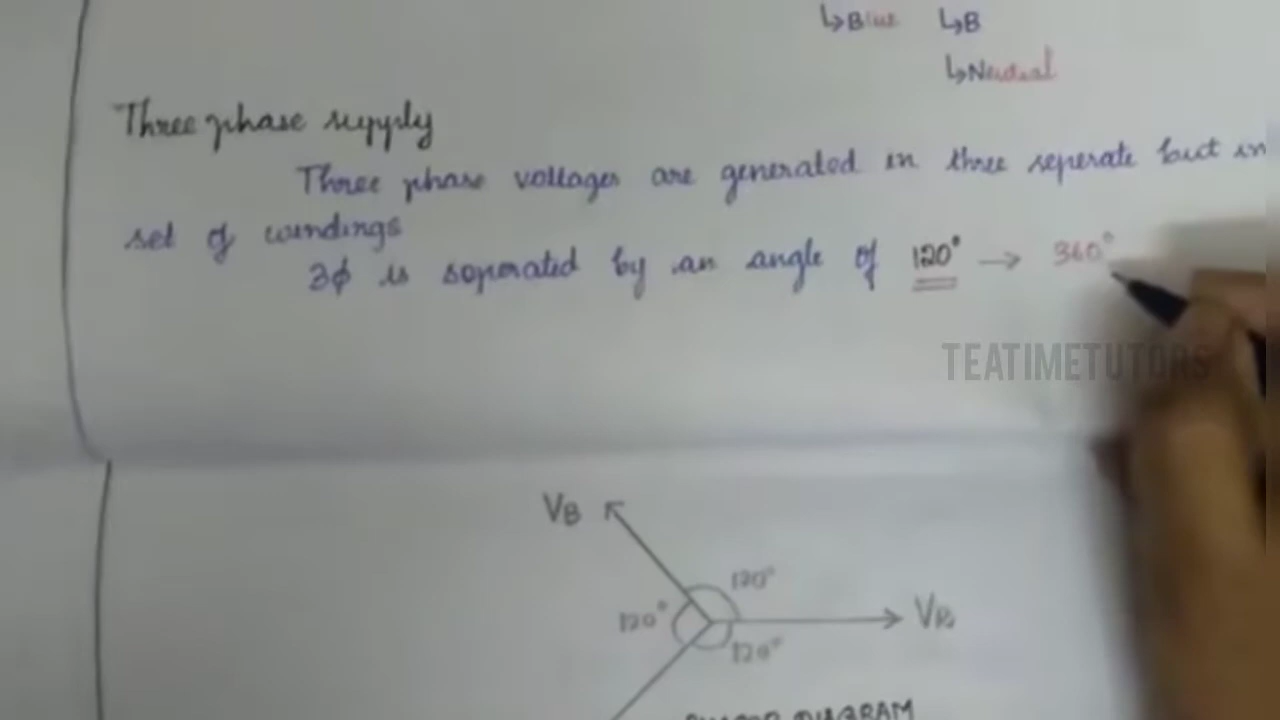 ↳Blue ↳B
↳Neutral
Three phase supply
Three phase voltages are generated in three seperate but in
set of windings
3ϕ is seperated by an angle of 120° → 360°
TEATIMETUTORS
VB
120°
120°
VR
120°
DIAGRAM